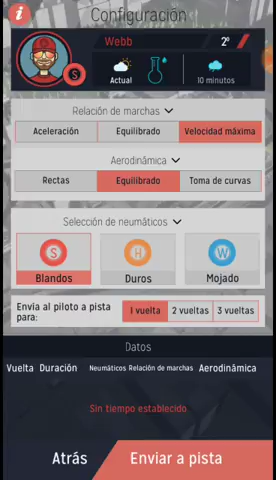 i Configuración
Webb 2º
S Actual 10 minutos
Relación de marchas
Aceleración Equilibrado Velocidad máxima
Aerodinámica
Rectas Equilibrado Toma de curvas
Selección de neumáticos
S H W
Blandos Duros Mojado
Envía al piloto a pista
para: 1 vuelta 2 vueltas 3 vueltas
Datos
Vuelta Duración Neumáticos Relación de marchas Aerodinámica
Sin tiempo establecido
Atrás Enviar a pista